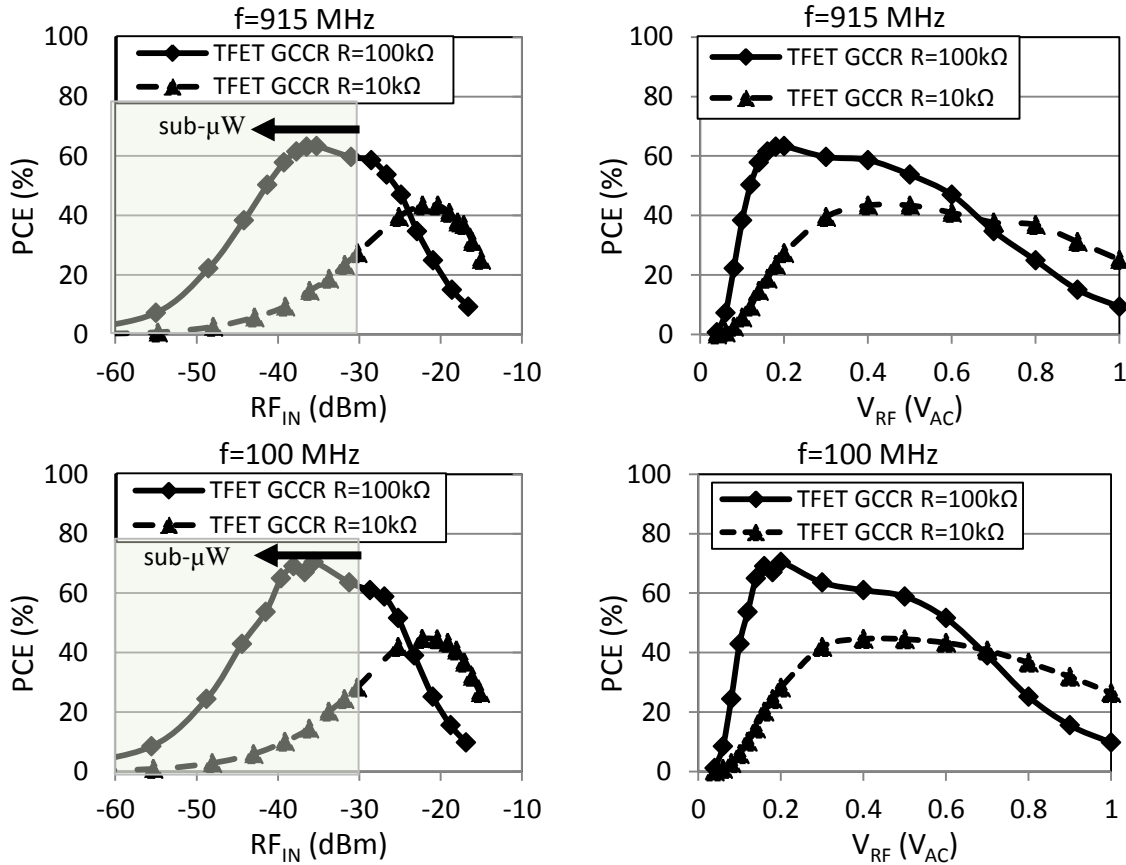 f=915 MHz
PCE (%)
100
80
60
40
20
0
TFET GCCR R=100kΩ
TFET GCCR R=10kΩ
sub-μW
-60 -50 -40 -30 -20 -10
RF_IN (dBm)
f=915 MHz
PCE (%)
100
80
60
40
20
0
TFET GCCR R=100kΩ
TFET GCCR R=10kΩ
0 0.2 0.4 0.6 0.8 1
V_RF (V_AC)
f=100 MHz
PCE (%)
100
80
60
40
20
0
TFET GCCR R=100kΩ
TFET GCCR R=10kΩ
sub-μW
-60 -50 -40 -30 -20 -10
RF_IN (dBm)
f=100 MHz
PCE (%)
100
80
60
40
20
0
TFET GCCR R=100kΩ
TFET GCCR R=10kΩ
0 0.2 0.4 0.6 0.8 1
V_RF (V_AC)